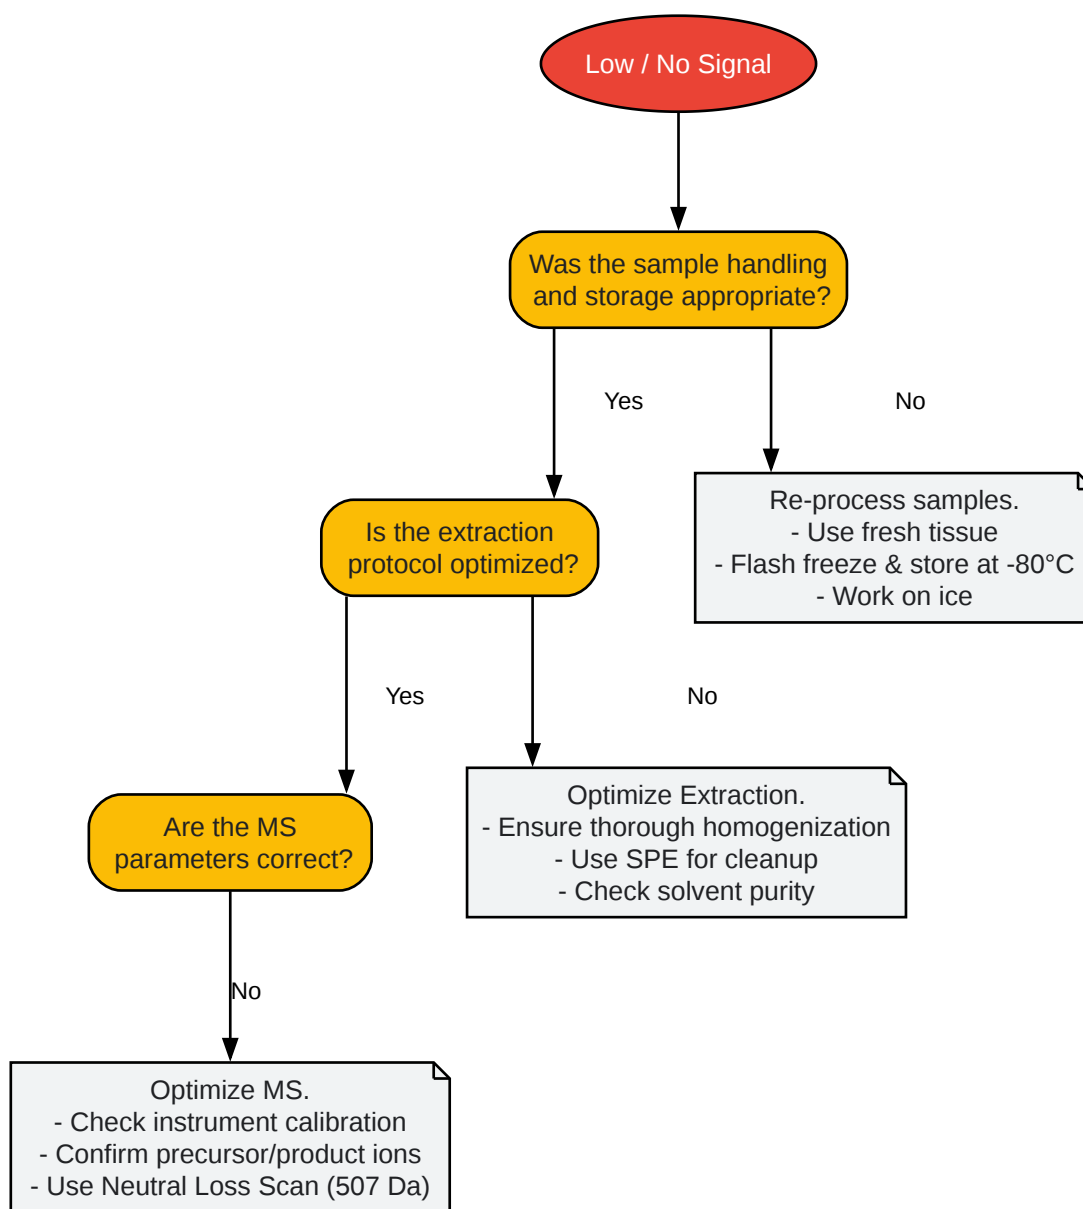 Low / No Signal
Was the sample handling
and storage appropriate?
Yes
No
Re-process samples.
- Use fresh tissue
- Flash freeze & store at -80°C
- Work on ice
Is the extraction
protocol optimized?
Yes
No
Optimize Extraction.
- Ensure thorough homogenization
- Use SPE for cleanup
- Check solvent purity
Are the MS
parameters correct?
No
Optimize MS.
- Check instrument calibration
- Confirm precursor/product ions
- Use Neutral Loss Scan (507 Da)